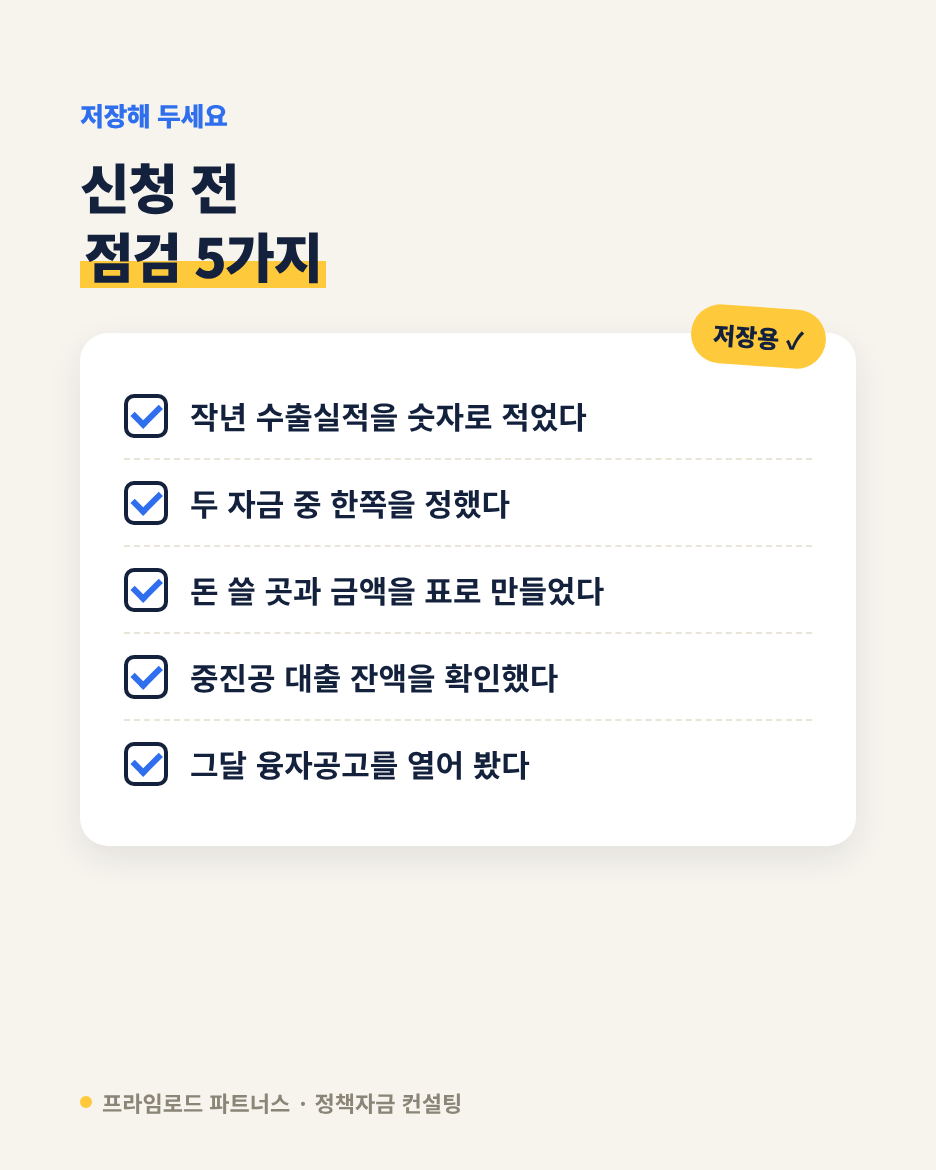 저장해 두세요
신청 전
점검 5가지
저장용 ✓
작년 수출실적을 숫자로 적었다
두 자금 중 한쪽을 정했다
돈 쓸 곳과 금액을 표로 만들었다
중진공 대출 잔액을 확인했다
그달 융자공고를 열어 봤다
프라임로드 파트너스 · 정책자금 컨설팅